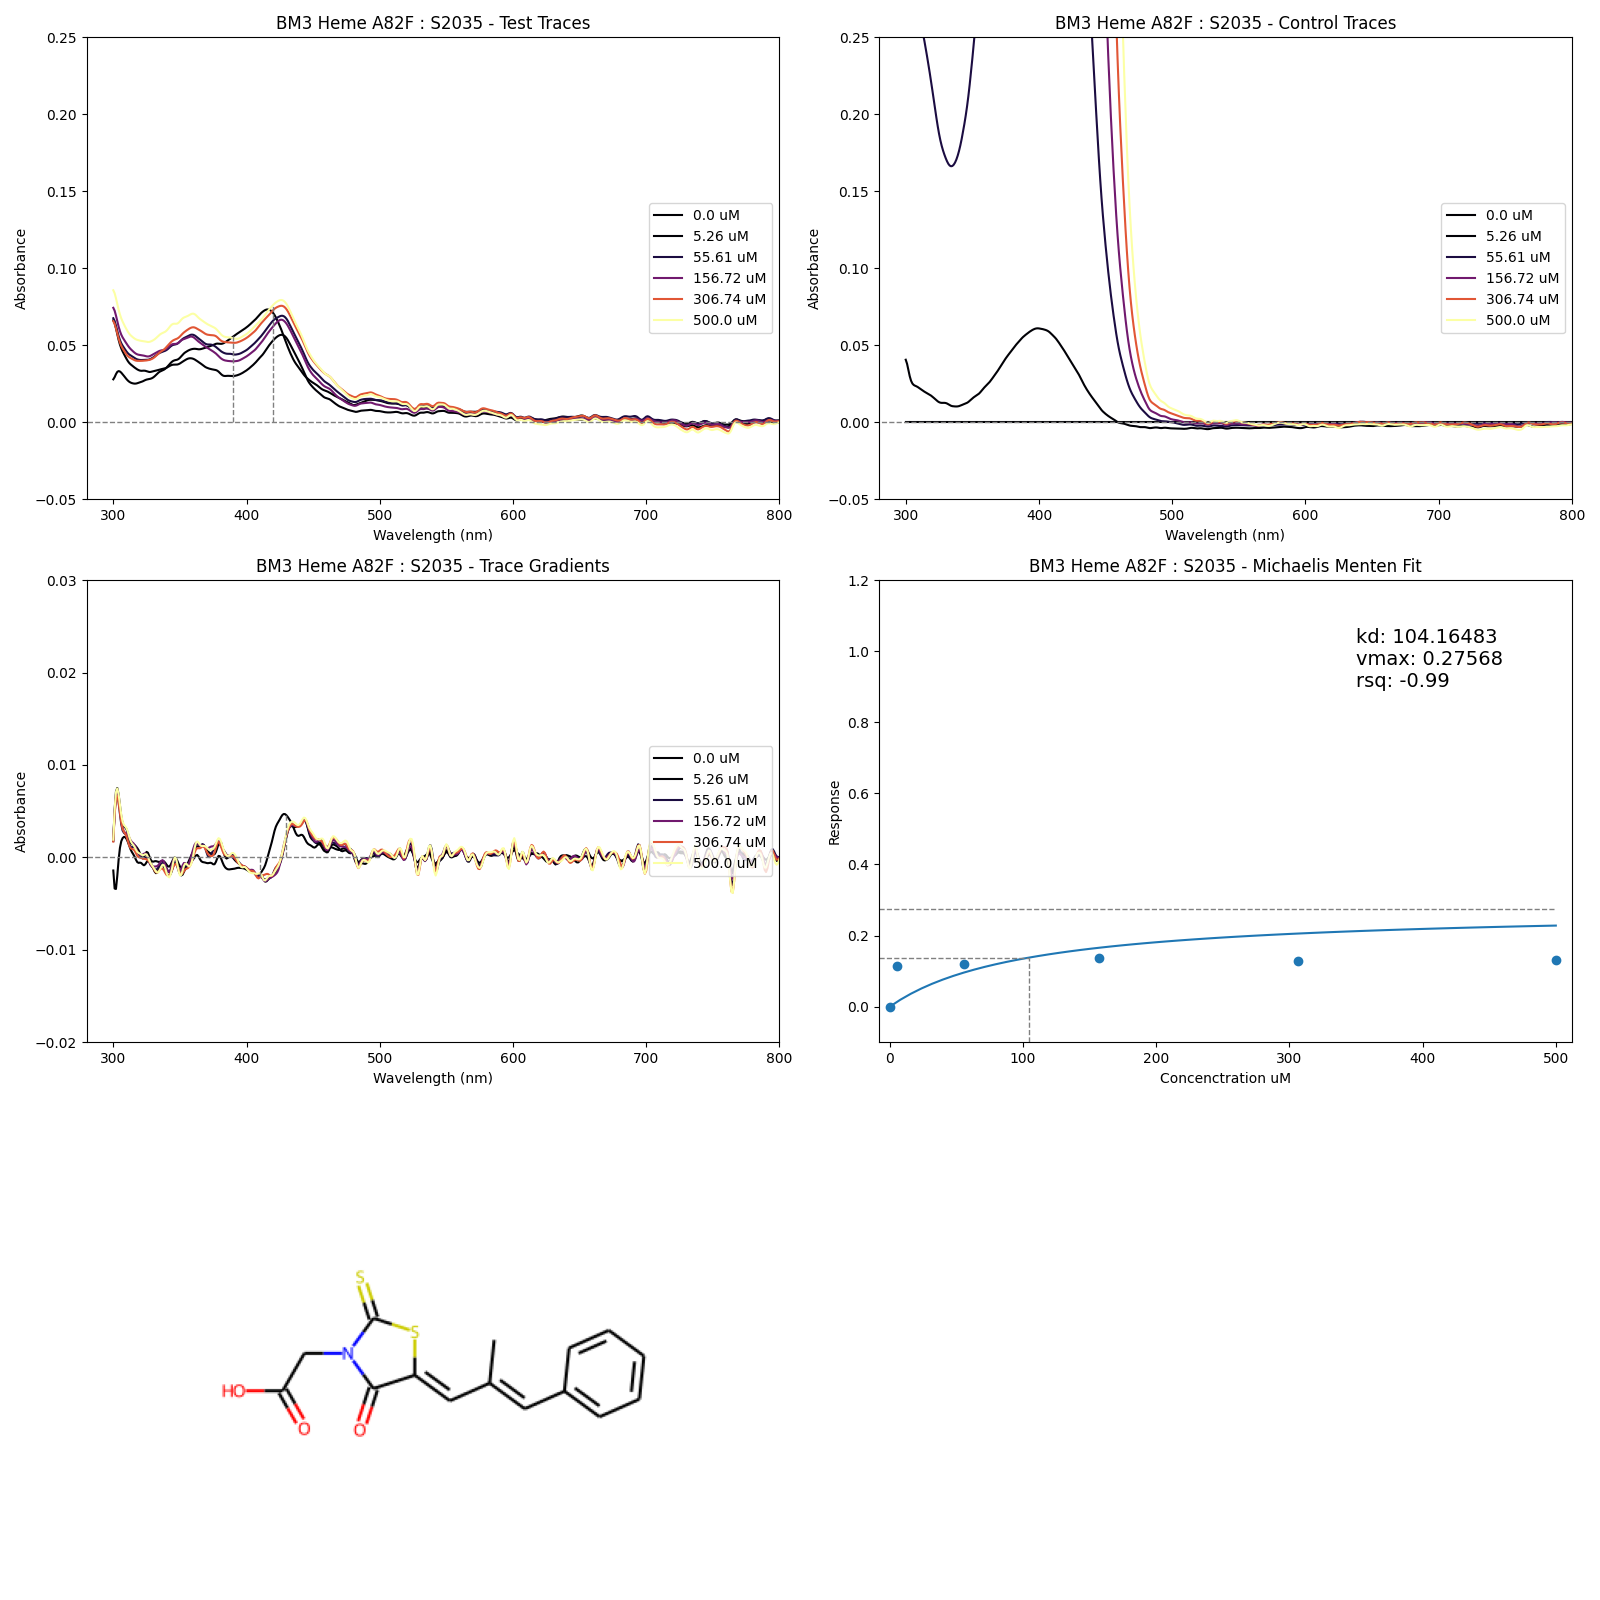 BM3 Heme A82F : S2035 - Test Traces
0.25
0.20
0.15
0.10
0.05
0.00
−0.05
Absorbance
0.0 uM
5.26 uM
55.61 uM
156.72 uM
306.74 uM
500.0 uM
300 400 500 600 700 800
Wavelength (nm)
BM3 Heme A82F : S2035 - Control Traces
0.25
0.20
0.15
0.10
0.05
0.00
−0.05
Absorbance
0.0 uM
5.26 uM
55.61 uM
156.72 uM
306.74 uM
500.0 uM
300 400 500 600 700 800
Wavelength (nm)
BM3 Heme A82F : S2035 - Trace Gradients
0.03
0.02
0.01
0.00
−0.01
−0.02
Absorbance
0.0 uM
5.26 uM
55.61 uM
156.72 uM
306.74 uM
500.0 uM
300 400 500 600 700 800
Wavelength (nm)
BM3 Heme A82F : S2035 - Michaelis Menten Fit
1.2
1.0
0.8
0.6
0.4
0.2
0.0
Response
kd: 104.16483
vmax: 0.27568
rsq: -0.99
0 100 200 300 400 500
Concenctration uM
S
S
N
HO
O
O